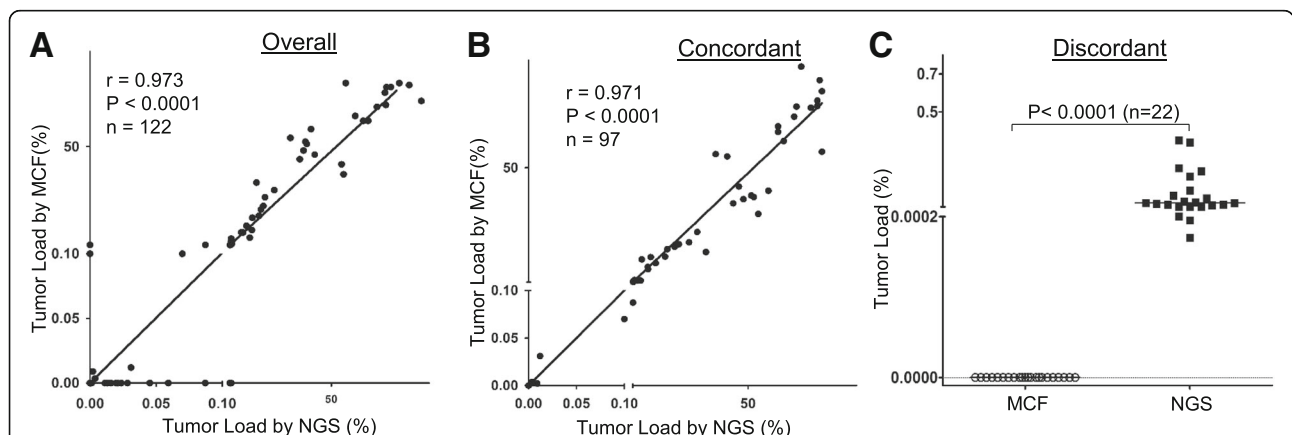 A
Overall
r = 0.973
P < 0.0001
n = 122
Tumor Load by MCF(%)
50
0.10
0.05
0.00
0.00 0.05 0.10 50
Tumor Load by NGS (%)
B
Concordant
r = 0.971
P < 0.0001
n = 97
Tumor Load by MCF(%)
50
0.10
0.05
0.00
0.00 0.05 0.10 50
Tumor Load by NGS (%)
C
Discordant
P< 0.0001 (n=22)
Tumor Load (%)
0.7
0.5
0.0002
0.0000
MCF NGS